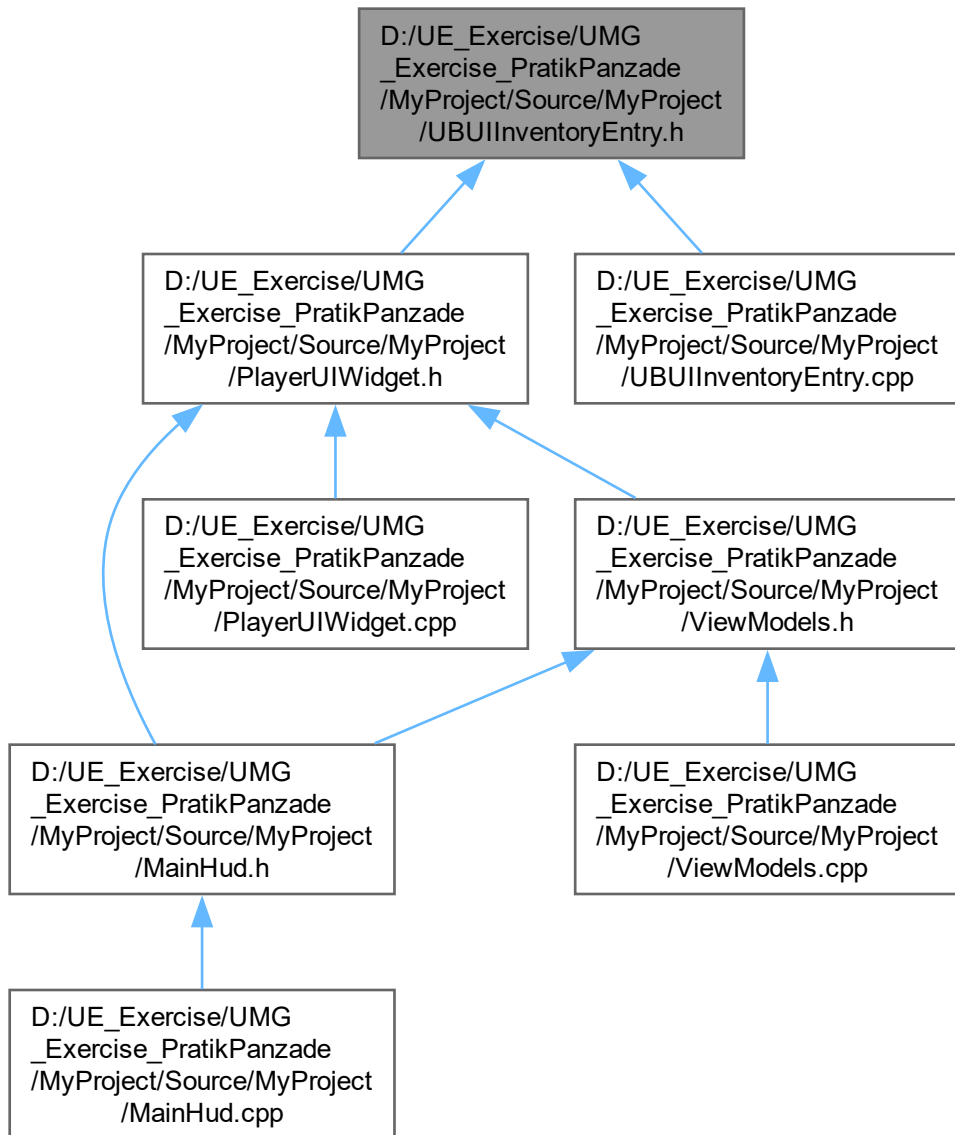 D:/UE_Exercise/UMG
_Exercise_PratikPanzade
/MyProject/Source/MyProject
/UBUIInventoryEntry.h
D:/UE_Exercise/UMG
_Exercise_PratikPanzade
/MyProject/Source/MyProject
/PlayerUIWidget.h
D:/UE_Exercise/UMG
_Exercise_PratikPanzade
/MyProject/Source/MyProject
/UBUIInventoryEntry.cpp
D:/UE_Exercise/UMG
_Exercise_PratikPanzade
/MyProject/Source/MyProject
/PlayerUIWidget.cpp
D:/UE_Exercise/UMG
_Exercise_PratikPanzade
/MyProject/Source/MyProject
/ViewModels.h
D:/UE_Exercise/UMG
_Exercise_PratikPanzade
/MyProject/Source/MyProject
/MainHud.h
D:/UE_Exercise/UMG
_Exercise_PratikPanzade
/MyProject/Source/MyProject
/ViewModels.cpp
D:/UE_Exercise/UMG
_Exercise_PratikPanzade
/MyProject/Source/MyProject
/MainHud.cpp